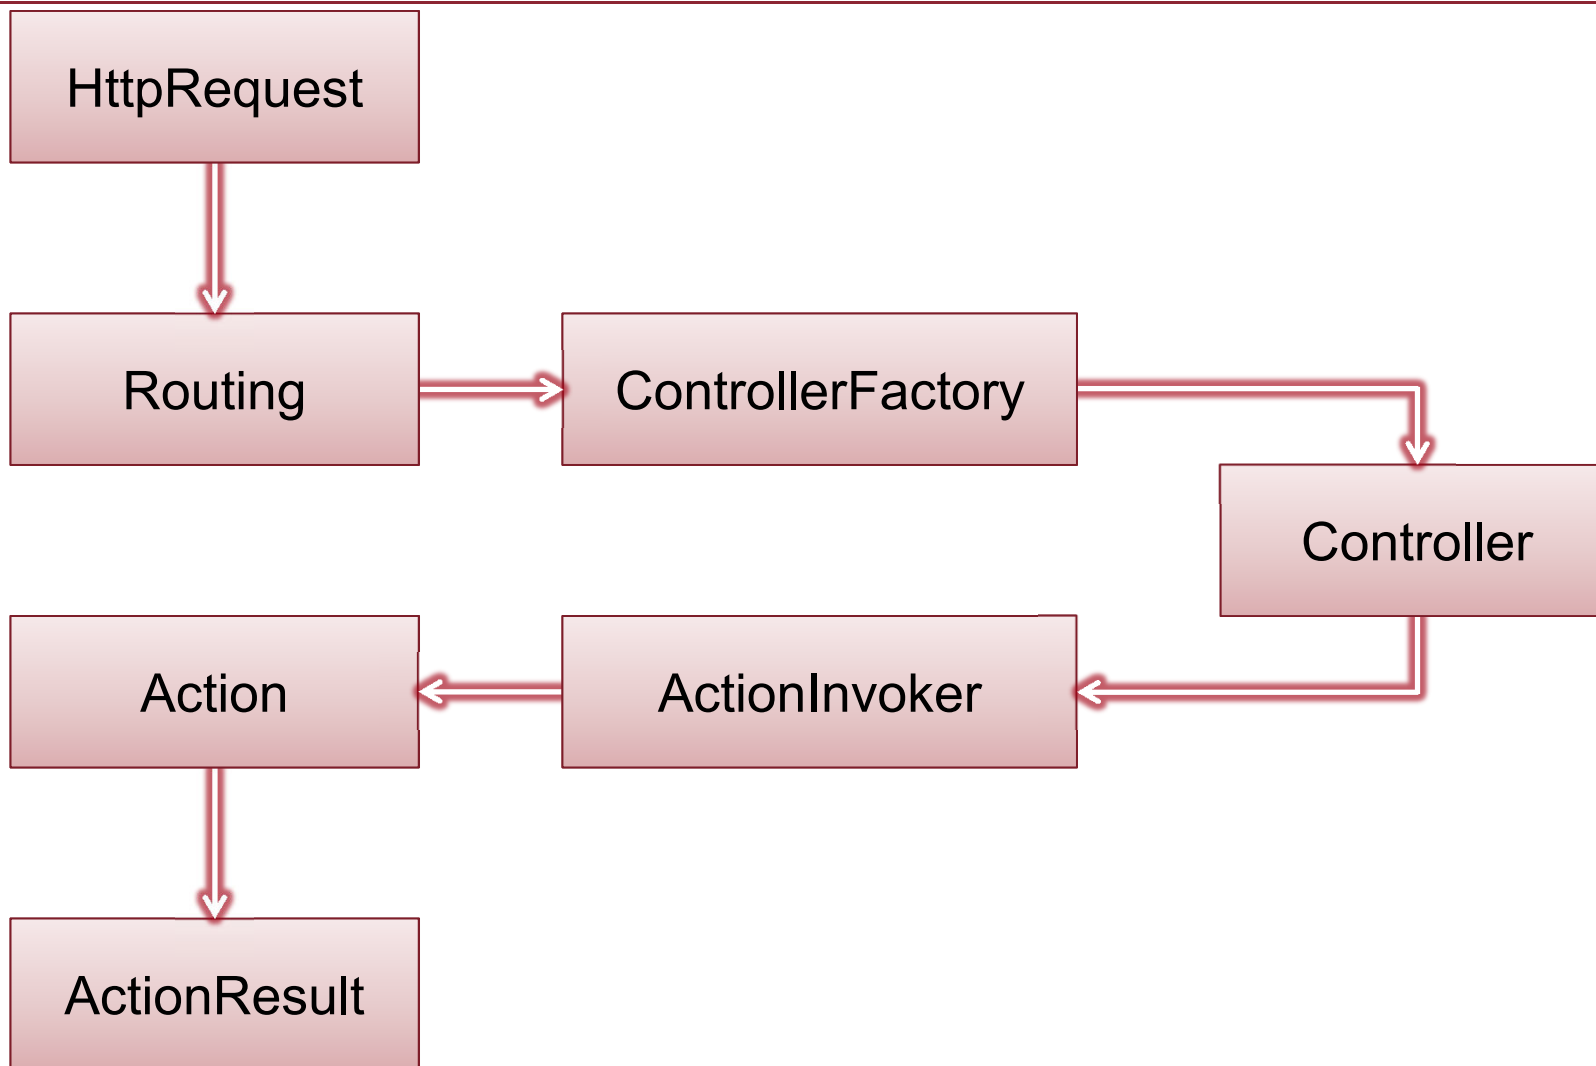 HttpRequest
Routing
ControllerFactory
Controller
ActionInvoker
Action
ActionResult